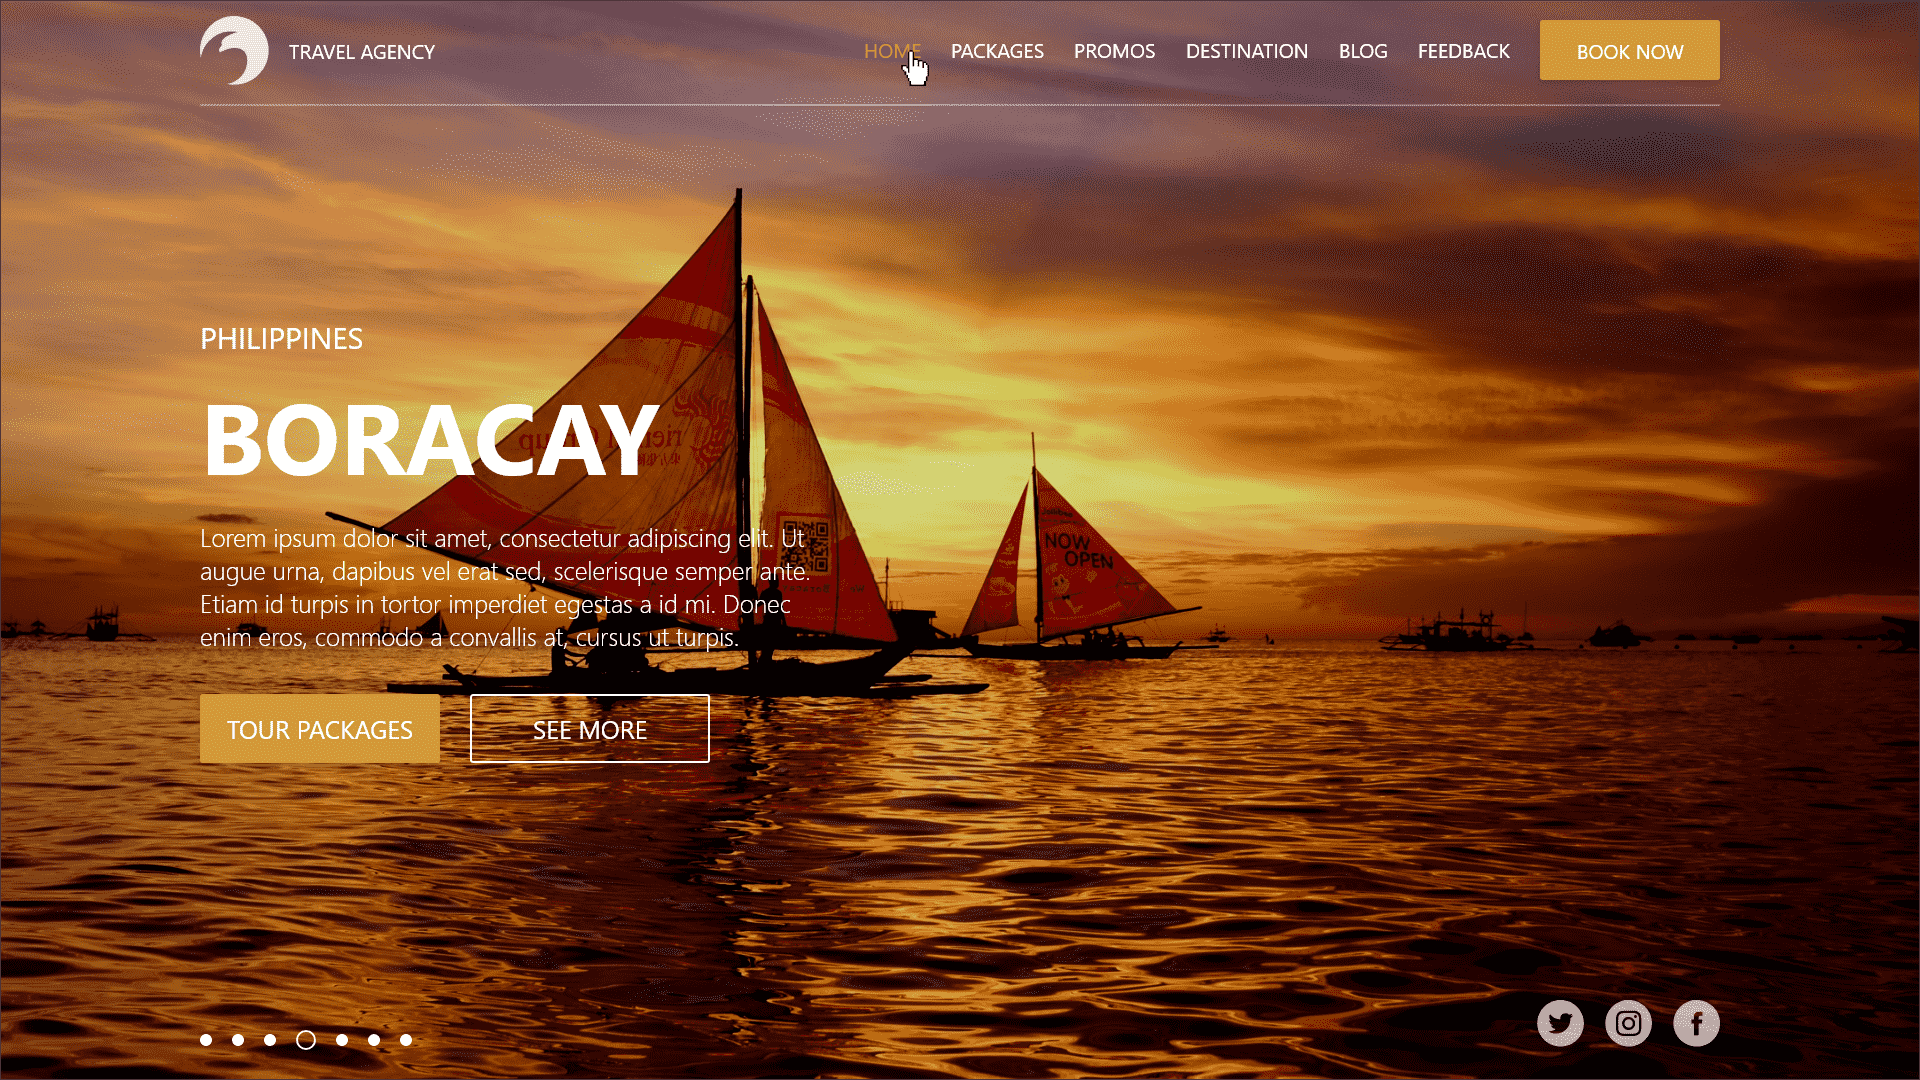 TRAVEL AGENCY
HOME
PACKAGES
PROMOS
DESTINATION
BLOG
FEEDBACK
BOOK NOW
PHILIPPINES
BORACAY
Lorem ipsum dolor sit amet, consectetur adipiscing elit. Ut
augue urna, dapibus vel erat sed, scelerisque semper ante.
Etiam id turpis in tortor imperdiet egestas a id mi. Donec
enim eros, commodo a convallis at, cursus ut turpis.
NOW
OPEN
TOUR PACKAGES
SEE MORE